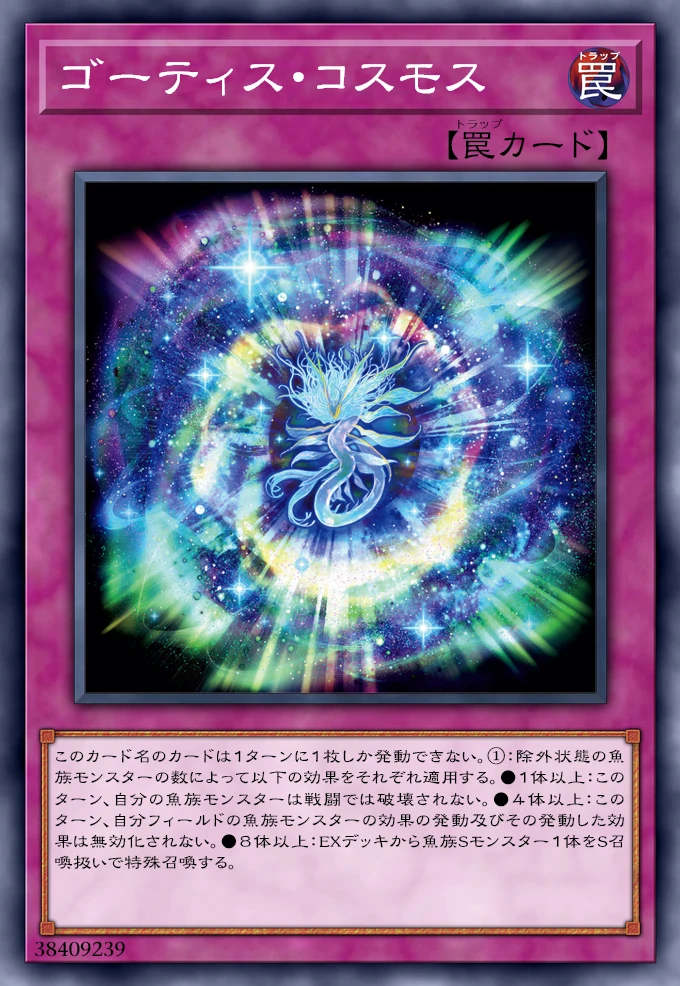 ゴーティス・コスモス
トラップ
罠
トラップ
【罠カード】
このカード名のカードは1ターンに1枚しか発動できない。①:除外状態の魚
族モンスターの数によって以下の効果をそれぞれ適用する。●1体以上:この
ターン、自分の魚族モンスターは戦闘では破壊されない。●4体以上:この
ターン、自分フィールドの魚族モンスターの効果の発動及びその発動した効
果は無効化されない。●8体以上:EXデッキから魚族Sモンスター1体をS召
喚扱いで特殊召喚する。
38409239